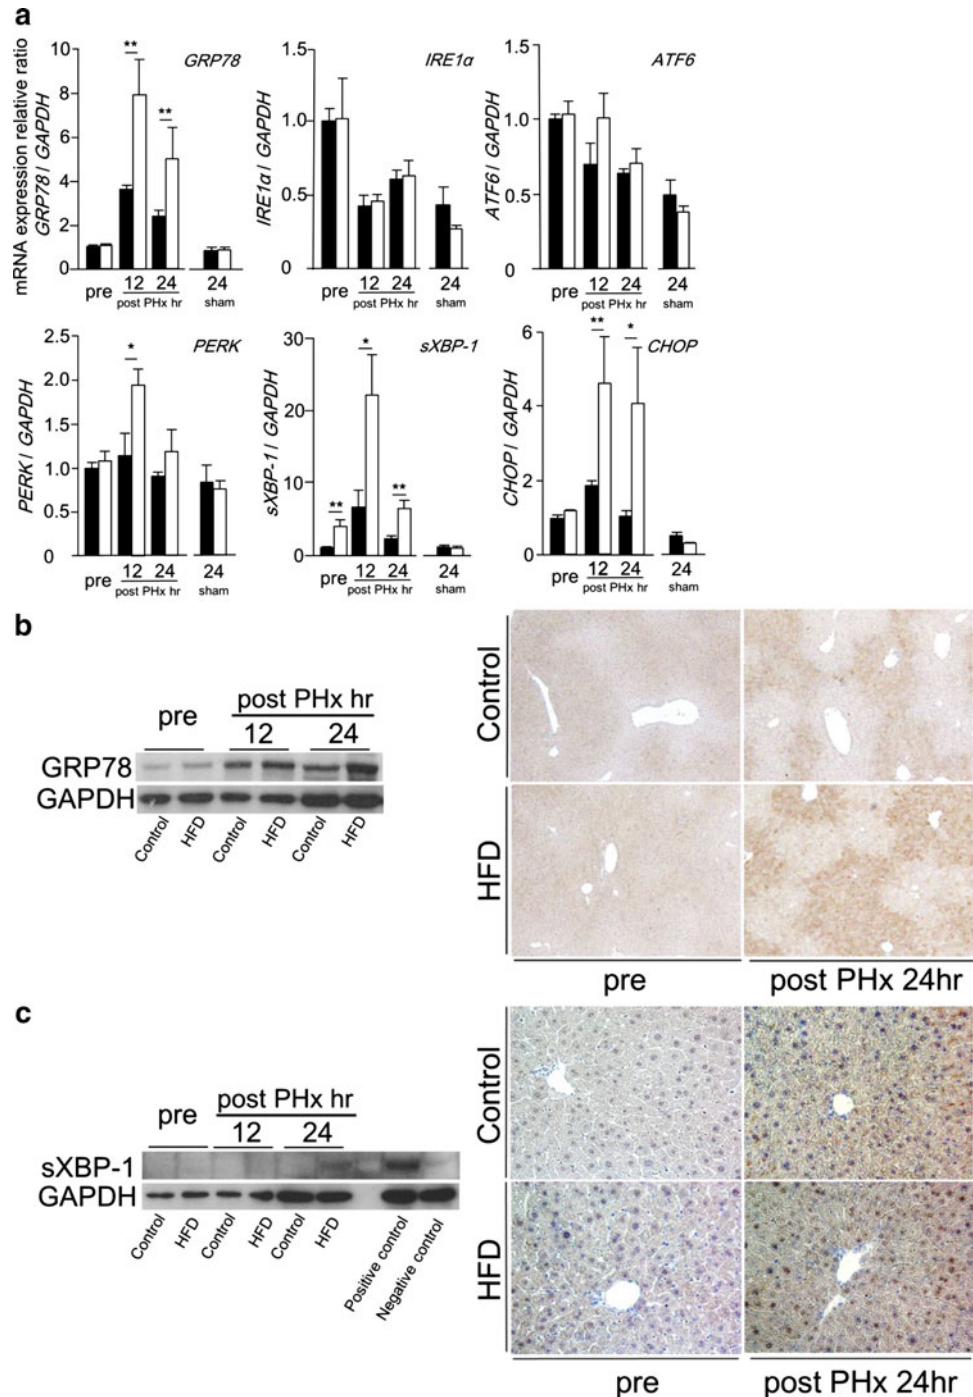 a
mRNA expression relative ratio
GRP78 / GAPDH
GRP78
10
8
6
4
2
0
**
**
pre
12 24
post PHx hr
24
sham
IRE1α / GAPDH
IRE1α
1.5
1.0
0.5
0
12 24
pre
post PHx hr
24
sham
ATF6 / GAPDH
ATF6
1.5
1.0
0.5
0
pre
12 24
post PHx hr
24
sham
PERK / GAPDH
PERK
2.5
2.0
1.5
1.0
0.5
0
*
pre
12 24
post PHx hr
24
sham
sXBP-1 / GAPDH
sXBP-1
30
20
10
0
**
*
**
pre
12 24
post PHx hr
24
sham
CHOP / GAPDH
CHOP
6
4
2
0
**
*
pre
12 24
post PHx hr
24
sham
b
pre
post PHx hr
12 24
GRP78
GAPDH
Control HFD Control HFD Control HFD
Control
HFD
pre
post PHx 24hr
c
pre
post PHx hr
12 24
sXBP-1
GAPDH
Control HFD Control HFD Control HFD Positive control Negative control
Control
HFD
pre
post PHx 24hr